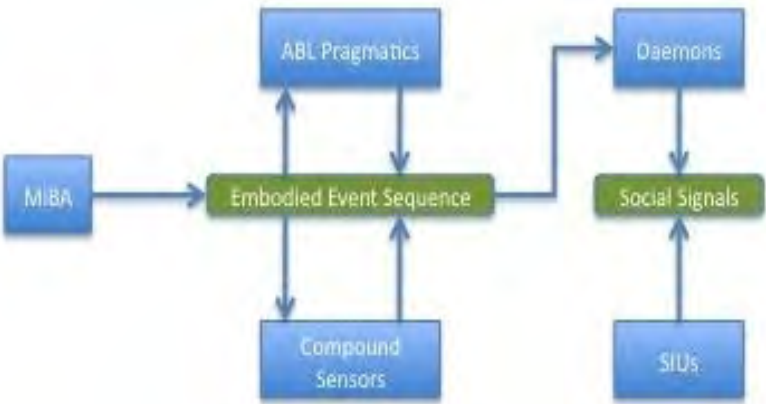 ABL Pragmatics
Daemons
MiBA
Embodied Event Sequence
Social Signals
Compound
Sensors
SIUs